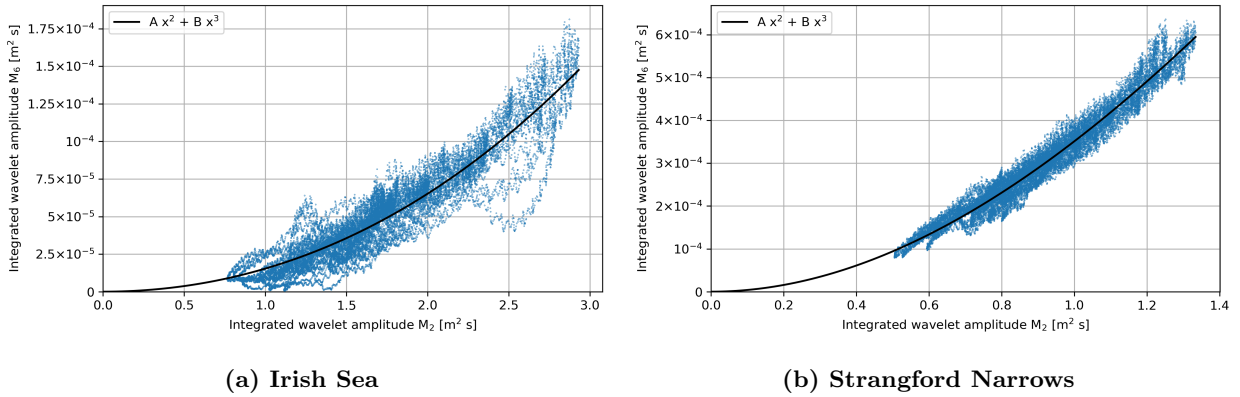 A x² + B x³
Integrated wavelet amplitude M₆ [m² s]
1.75×10⁻⁴
1.5×10⁻⁴
1.25×10⁻⁴
10⁻⁴
7.5×10⁻⁵
5×10⁻⁵
2.5×10⁻⁵
0
0.0 0.5 1.0 1.5 2.0 2.5 3.0
Integrated wavelet amplitude M₂ [m² s]
(a) Irish Sea
A x² + B x³
Integrated wavelet amplitude M₆ [m² s]
6×10⁻⁴
5×10⁻⁴
4×10⁻⁴
3×10⁻⁴
2×10⁻⁴
10⁻⁴
0
0.0 0.2 0.4 0.6 0.8 1.0 1.2 1.4
Integrated wavelet amplitude M₂ [m² s]
(b) Strangford Narrows